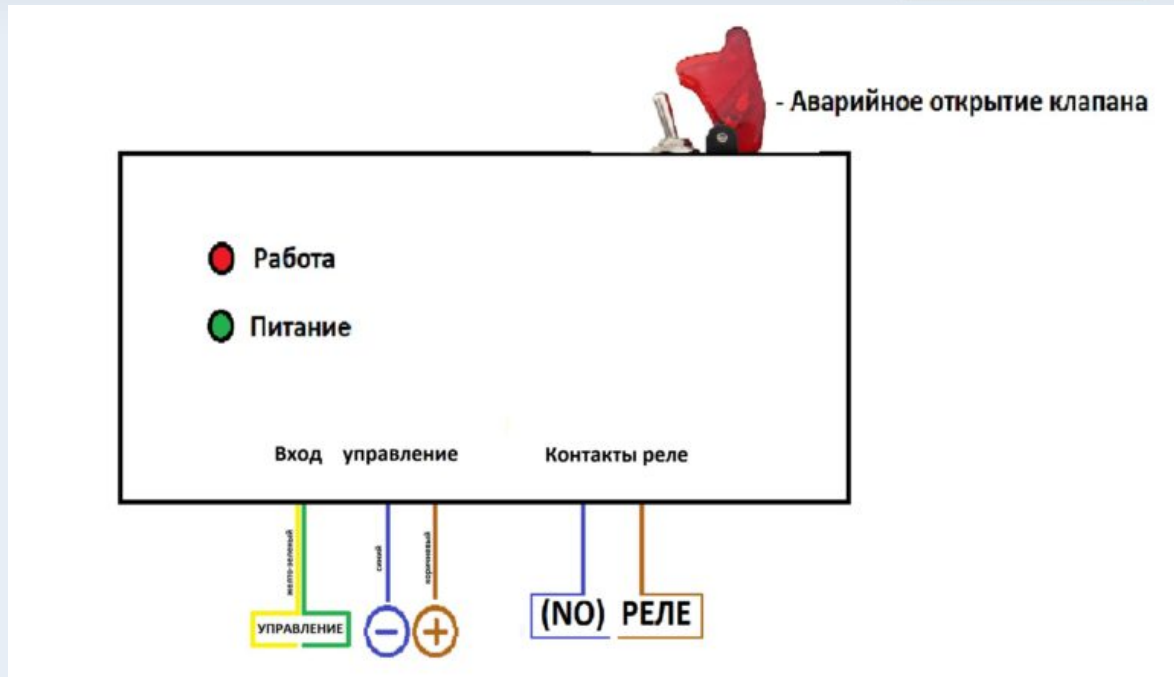 - Аварийное открытие клапана
Работа
Питание
Вход управление
Контакты реле
желто-зеленый
синий
коричневый
УПРАВЛЕНИЕ
−
+
(NO) РЕЛЕ